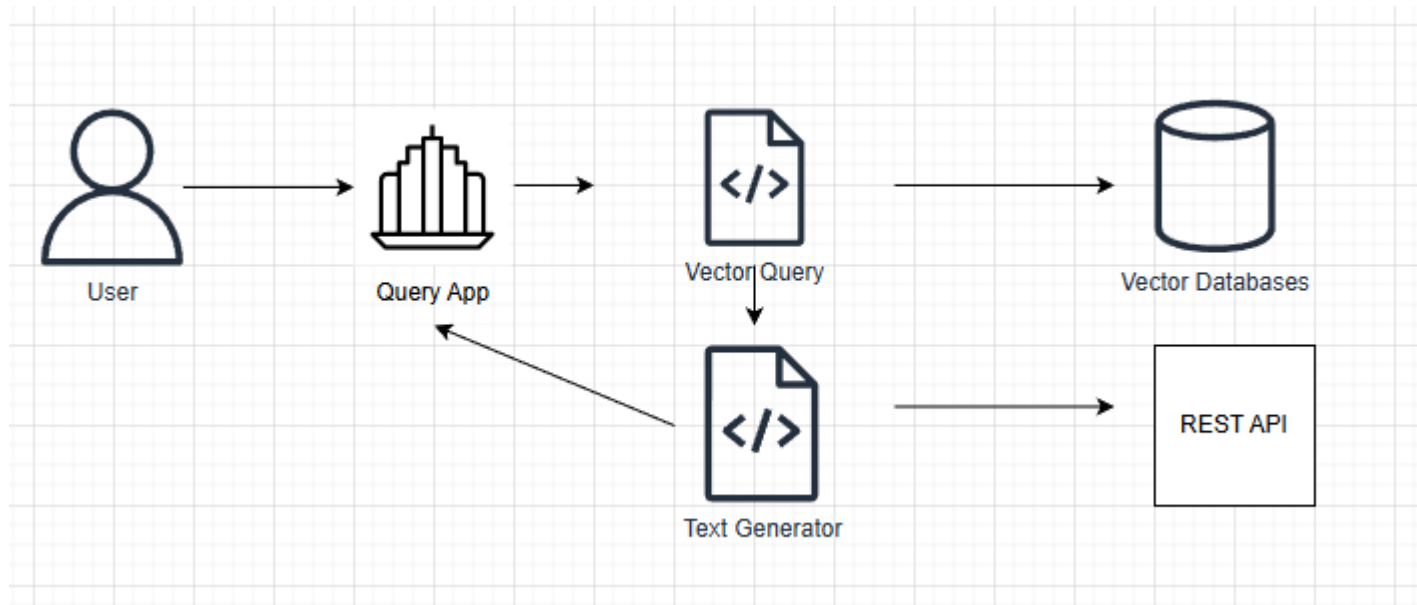 User
Query App
Vector Query
Vector Databases
REST API
Text Generator